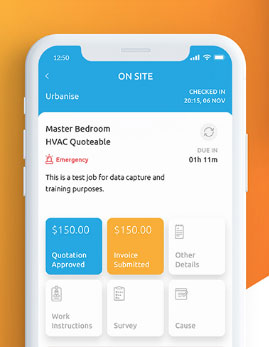 12:50
ON SITE
Urbanise
CHECKED IN
20:15, 06 NOV
Master Bedroom
HVAC Quoteable
DUE IN
Emergency
01h 11m
This is a test job for data capture and
training purposes.
$150.00
Quotation
Approved
$150.00
Invoice
Submitted
Other
Details
Work
Instructions
Survey
Cause